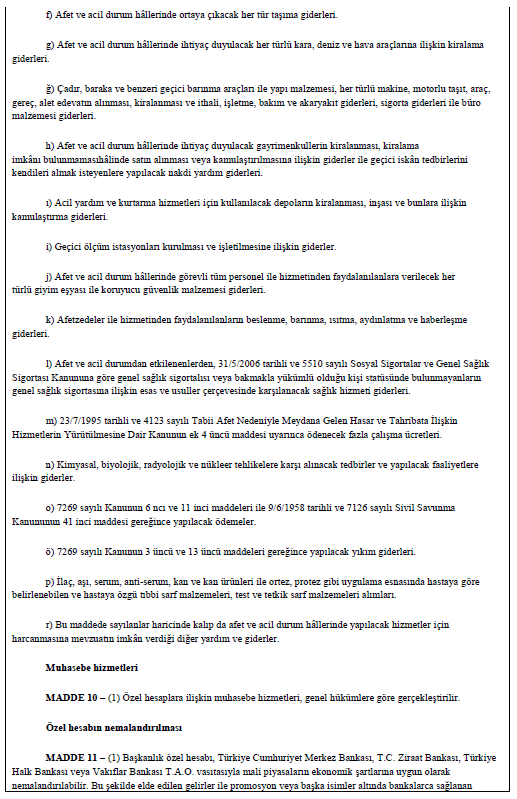 f) Afet ve acil durum hâllerinde ortaya çıkacak her tür taşıma giderleri.
g) Afet ve acil durum hâllerinde ihtiyaç duyulacak her türlü kara, deniz ve hava araçlarına ilişkin kiralama
giderleri.
ğ) Çadır, baraka ve benzeri geçici barınma araçları ile yapı malzemesi, her türlü makine, motorlu taşıt, araç,
gereç, alet edevatın alınması, kiralanması ve ithali, işletme, bakım ve akaryakıt giderleri, sigorta giderleri ile büro
malzemesi giderleri.
h) Afet ve acil durum hâllerinde ihtiyaç duyulacak gayrimenkullerin kiralanması, kiralama
imkânı bulunmamasıhâlinde satın alınması veya kamulaştırılmasına ilişkin giderler ile geçici iskân tedbirlerini
kendileri almak isteyenlere yapılacak nakdi yardım giderleri.
ı) Acil yardım ve kurtarma hizmetleri için kullanılacak depoların kiralanması, inşası ve bunlara ilişkin
kamulaştırma giderleri.
i) Geçici ölçüm istasyonları kurulması ve işletilmesine ilişkin giderler.
j) Afet ve acil durum hâllerinde görevli tüm personel ile hizmetinden faydalanılanlara verilecek her
türlü giyim eşyası ile koruyucu güvenlik malzemesi giderleri.
k) Afetzedeler ile hizmetinden faydalanılanların beslenme, barınma, ısıtma, aydınlatma ve haberleşme
giderleri.
l) Afet ve acil durumdan etkilenenlerden, 31/5/2006 tarihli ve 5510 sayılı Sosyal Sigortalar ve Genel Sağlık
Sigortası Kanununa göre genel sağlık sigortalısı veya bakmakla yükümlü olduğu kişi statüsünde bulunmayanların
genel sağlık sigortasına ilişkin esas ve usuller çerçevesinde karşılanacak sağlık hizmeti giderleri.
m) 23/7/1995 tarihli ve 4123 sayılı Tabii Afet Nedeniyle Meydana Gelen Hasar ve Tahribata İlişkin
Hizmetlerin Yürütülmesine Dair Kanunun ek 4 üncü maddesi uyarınca ödenecek fazla çalışma ücretleri.
n) Kimyasal, biyolojik, radyolojik ve nükleer tehlikelere karşı alınacak tedbirler ve yapılacak faaliyetlere
ilişkin giderler.
o) 7269 sayılı Kanunun 6 ncı ve 11 inci maddeleri ile 9/6/1958 tarihli ve 7126 sayılı Sivil Savunma
Kanununun 41 inci maddesi gereğince yapılacak ödemeler.
ö) 7269 sayılı Kanunun 3 üncü ve 13 üncü maddeleri gereğince yapılacak yıkım giderleri.
p) İlaç, aşı, serum, anti-serum, kan ve kan ürünleri ile ortez, protez gibi uygulama esnasında hastaya göre
belirlenebilen ve hastaya özgü tıbbi sarf malzemeleri, test ve tetkik sarf malzemeleri alımları.
r) Bu maddede sayılanlar haricinde kalıp da afet ve acil durum hâllerinde yapılacak hizmetler için
harcanmasına mevzuatın imkân verdiği diğer yardım ve giderler.
Muhasebe hizmetleri
MADDE 10 – (1) Özel hesaplara ilişkin muhasebe hizmetleri, genel hükümlere göre gerçekleştirilir.
Özel hesabın nemalandırılması
MADDE 11 – (1) Başkanlık özel hesabı, Türkiye Cumhuriyet Merkez Bankası, T.C. Ziraat Bankası, Türkiye
Halk Bankası veya Vakıflar Bankası T.A.O. vasıtasıyla mali piyasaların ekonomik şartlarına uygun olarak
nemalandırılabilir. Bu şekilde elde edilen gelirler ile promosyon veya başka isimler altında bankalarca sağlanan